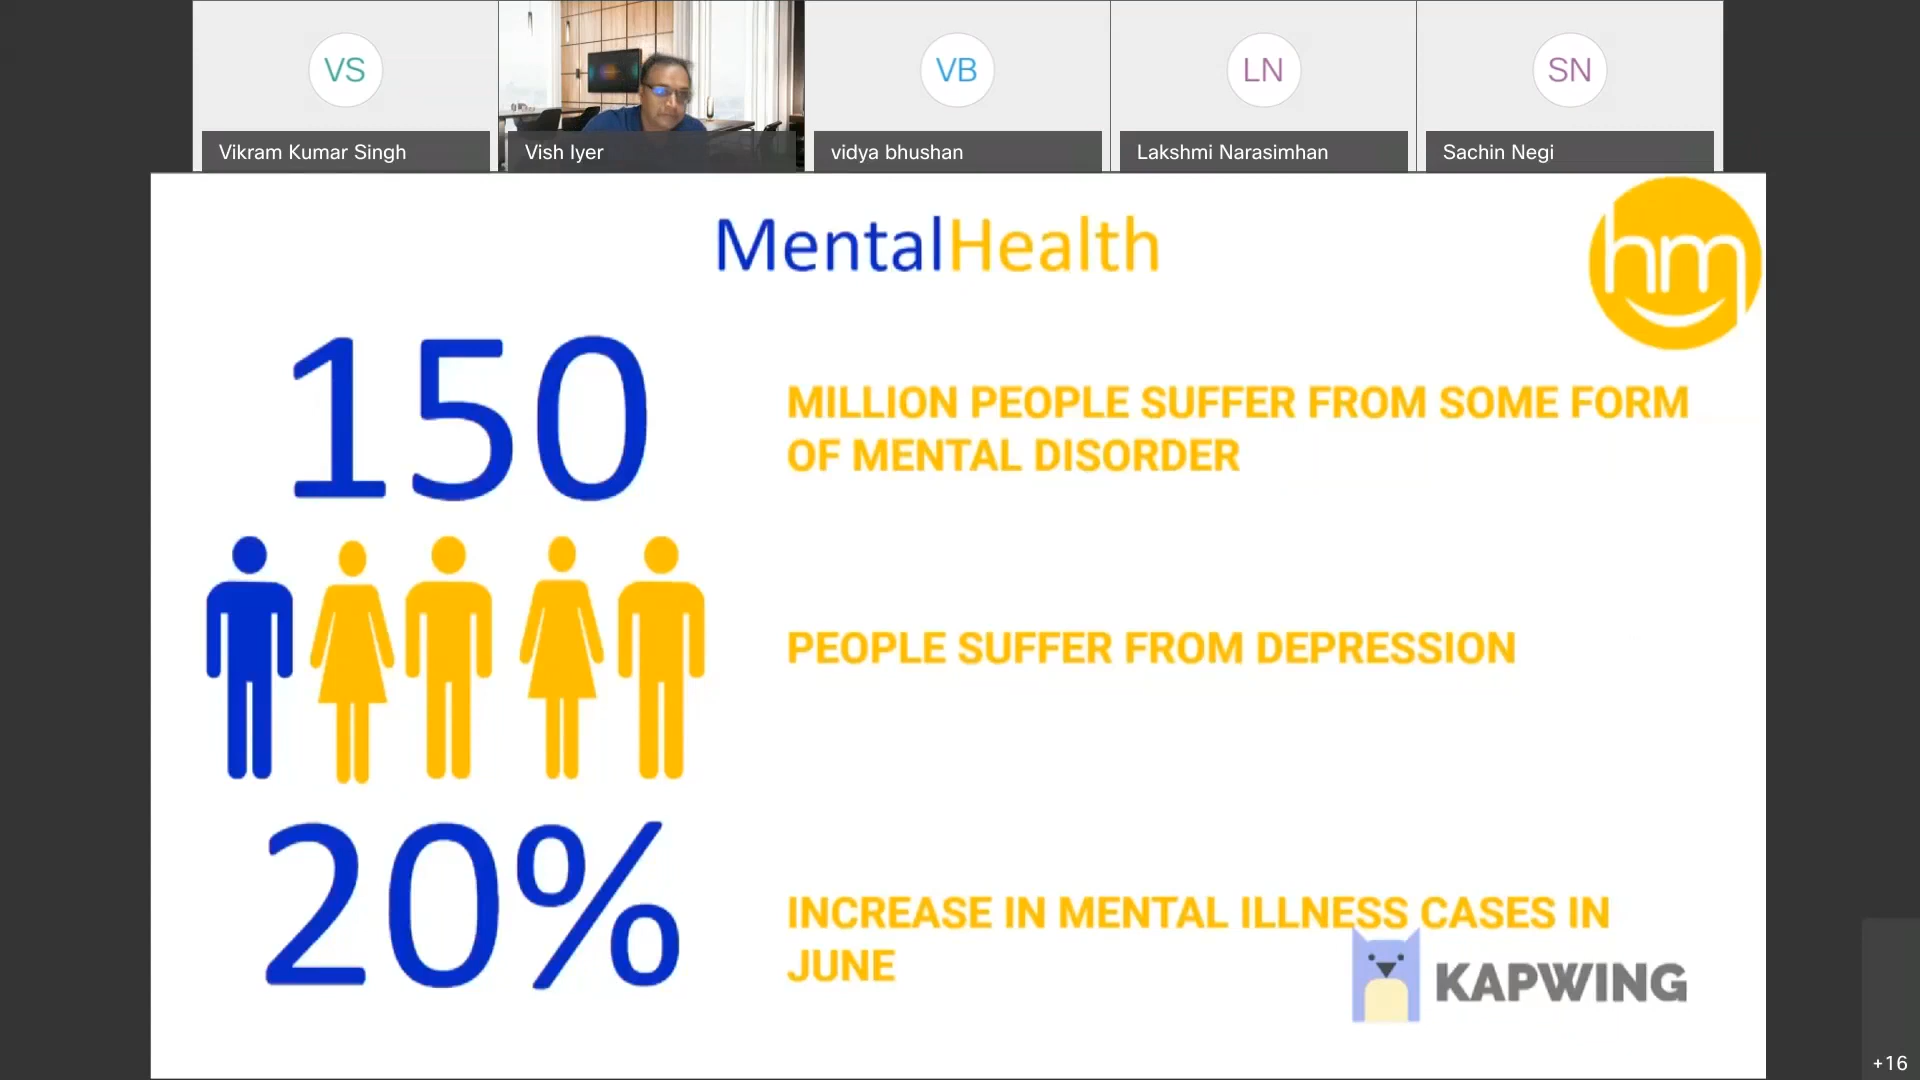 VS
VB
LN
SN
Vikram Kumar Singh
Vish Iyer
vidya bhushan
Lakshmi Narasimhan
Sachin Negi
MentalHealth
hm
150
MILLION PEOPLE SUFFER FROM SOME FORM
OF MENTAL DISORDER
PEOPLE SUFFER FROM DEPRESSION
20%
INCREASE IN MENTAL ILLNESS CASES IN
JUNE
KAPWING
+16